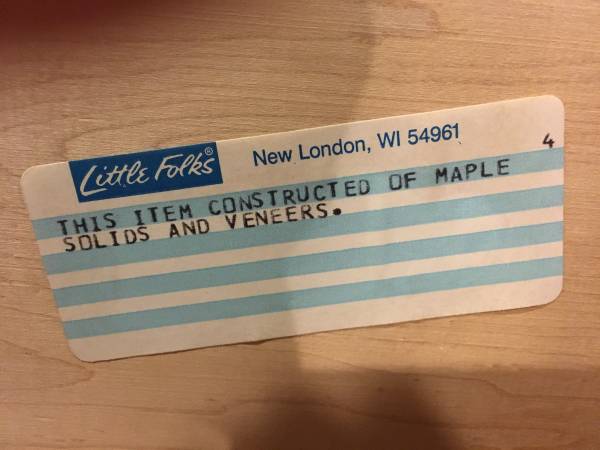 Little Folks® New London, WI 54961
4
THIS ITEM CONSTRUCTED OF MAPLE
SOLIDS AND VENEERS.